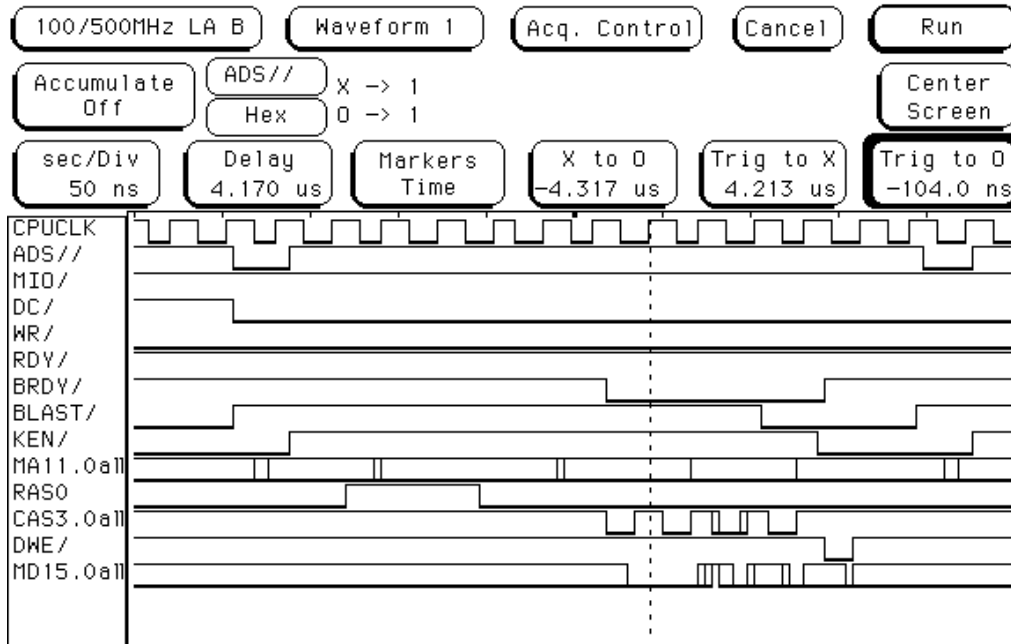 100/500MHz LA B Waveform 1 Acq. Control Cancel Run
Accumulate Off ADS// X -> 1 Center Screen
Hex O -> 1
sec/Div Delay Markers X to O Trig to X Trig to O
50 ns 4.170 us Time -4.317 us 4.213 us -104.0 ns
CPUCLK
ADS//
MIO/
DC/
WR/
RDY/
BRDY/
BLAST/
KEN/
MA11.0all
RAS0
CAS3.0all
DWE/
MD15.0all